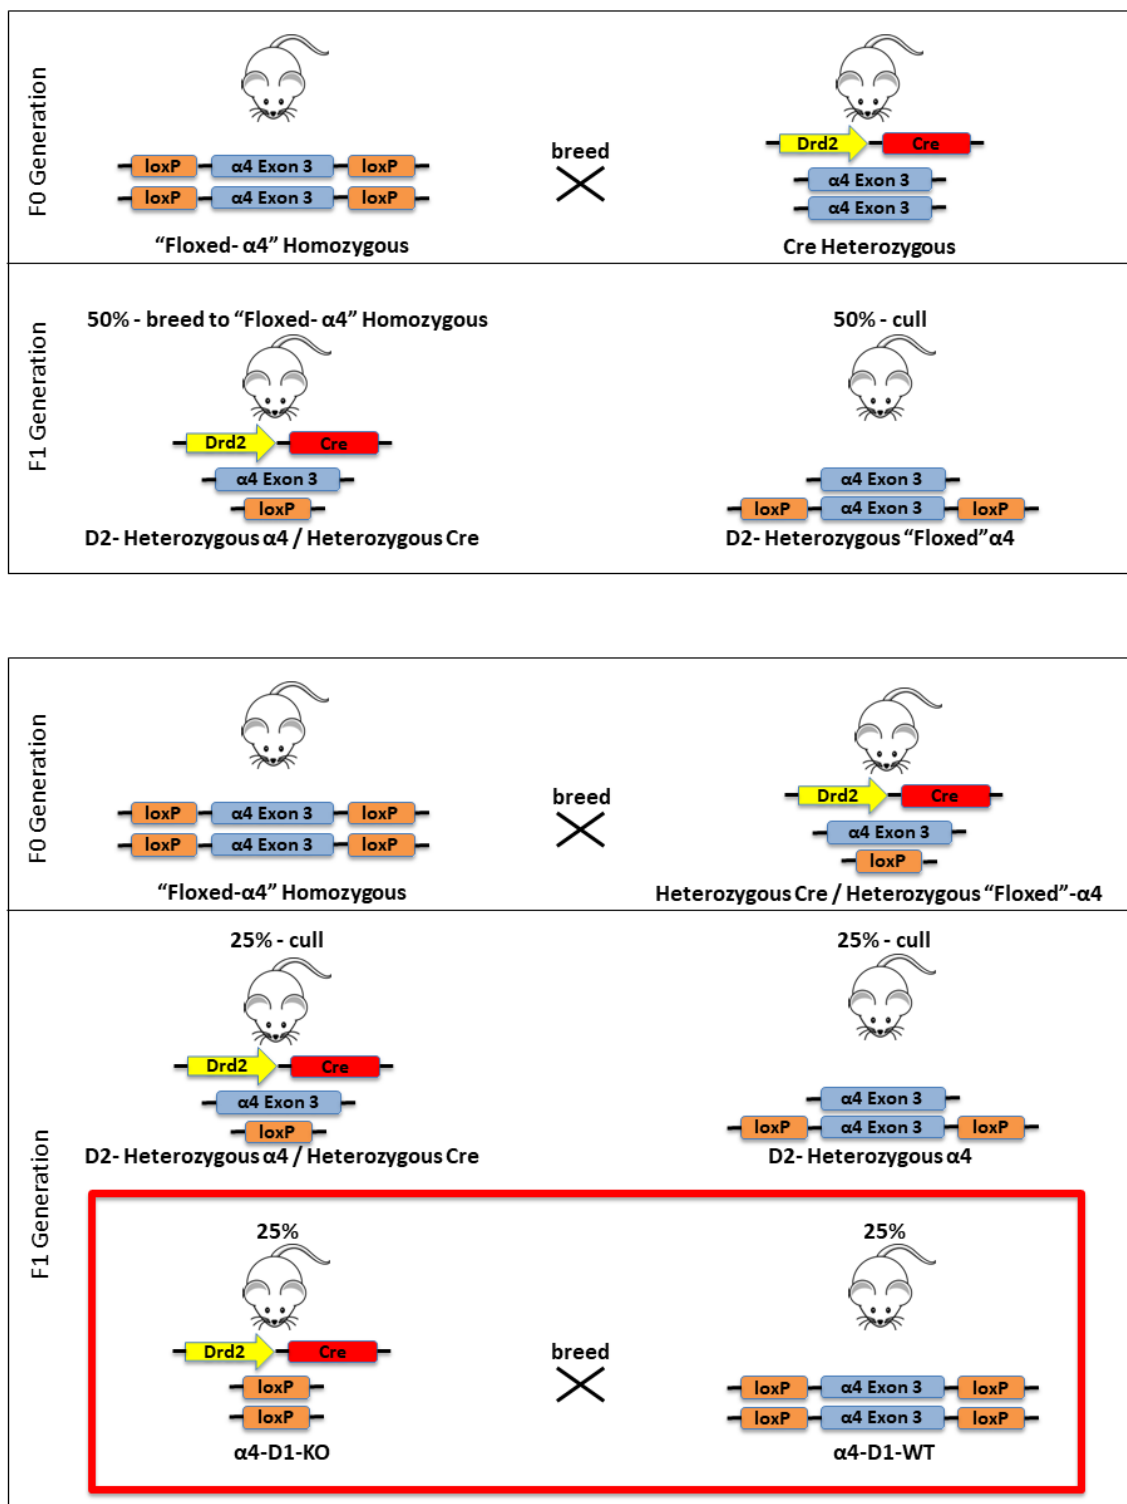 F0 Generation
loxP α4 Exon 3 loxP
loxP α4 Exon 3 loxP
“Floxed- α4” Homozygous
breed
Drd2 Cre
α4 Exon 3
α4 Exon 3
Cre Heterozygous
F1 Generation
50% - breed to “Floxed- α4” Homozygous
Drd2 Cre
α4 Exon 3
loxP
D2- Heterozygous α4 / Heterozygous Cre
50% - cull
α4 Exon 3
loxP α4 Exon 3 loxP
D2- Heterozygous “Floxed” α4
F0 Generation
loxP α4 Exon 3 loxP
loxP α4 Exon 3 loxP
“Floxed-α4” Homozygous
breed
Drd2 Cre
α4 Exon 3
loxP
Heterozygous Cre / Heterozygous “Floxed”-α4
F1 Generation
25% - cull
Drd2 Cre
α4 Exon 3
loxP
D2- Heterozygous α4 / Heterozygous Cre
25% - cull
α4 Exon 3
loxP α4 Exon 3 loxP
D2- Heterozygous α4
25%
Drd2 Cre
loxP
loxP
α4-D1-KO
breed
25%
loxP α4 Exon 3 loxP
loxP α4 Exon 3 loxP
α4-D1-WT